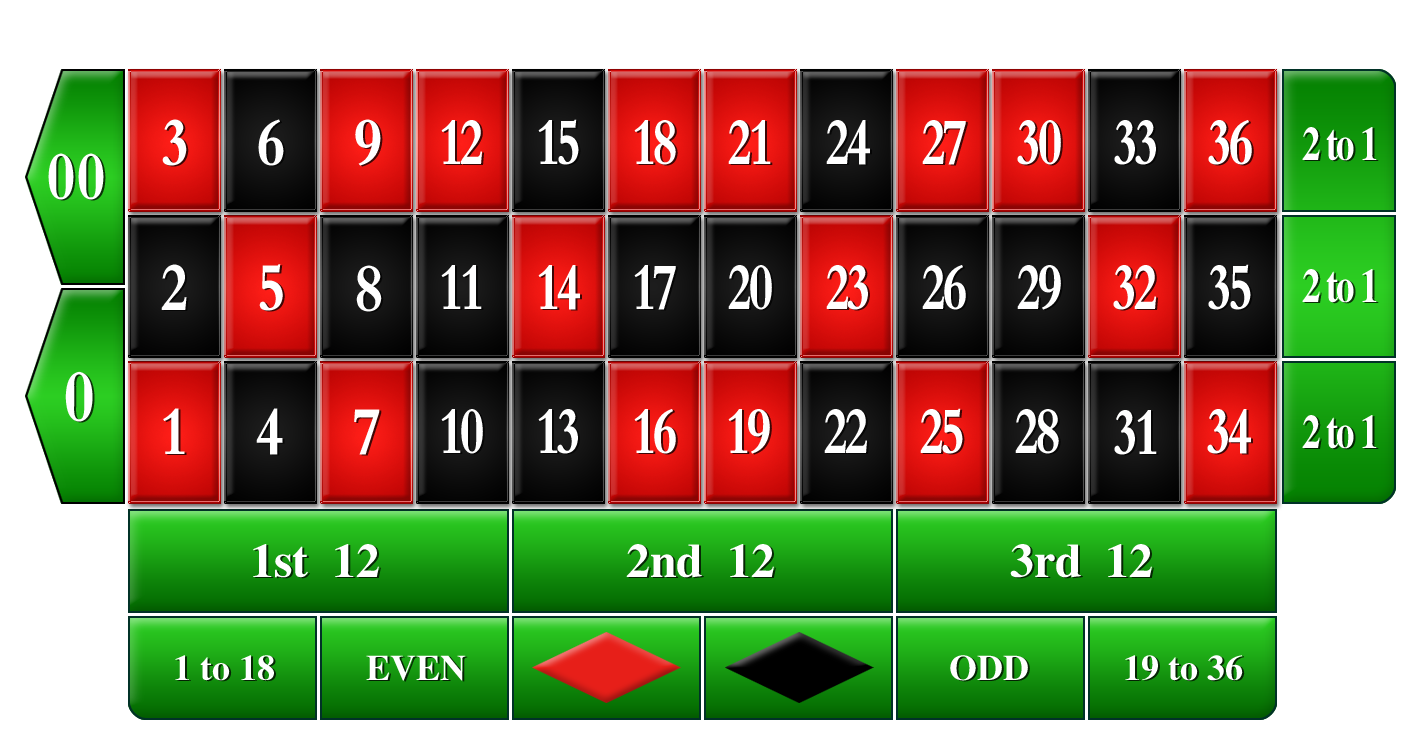 00 3 6 9 12 15 18 21 24 27 30 33 36 2 to 1
2 5 8 11 14 17 20 23 26 29 32 35 2 to 1
0 1 4 7 10 13 16 19 22 25 28 31 34 2 to 1
1st 12 2nd 12 3rd 12
1 to 18 EVEN ODD 19 to 36